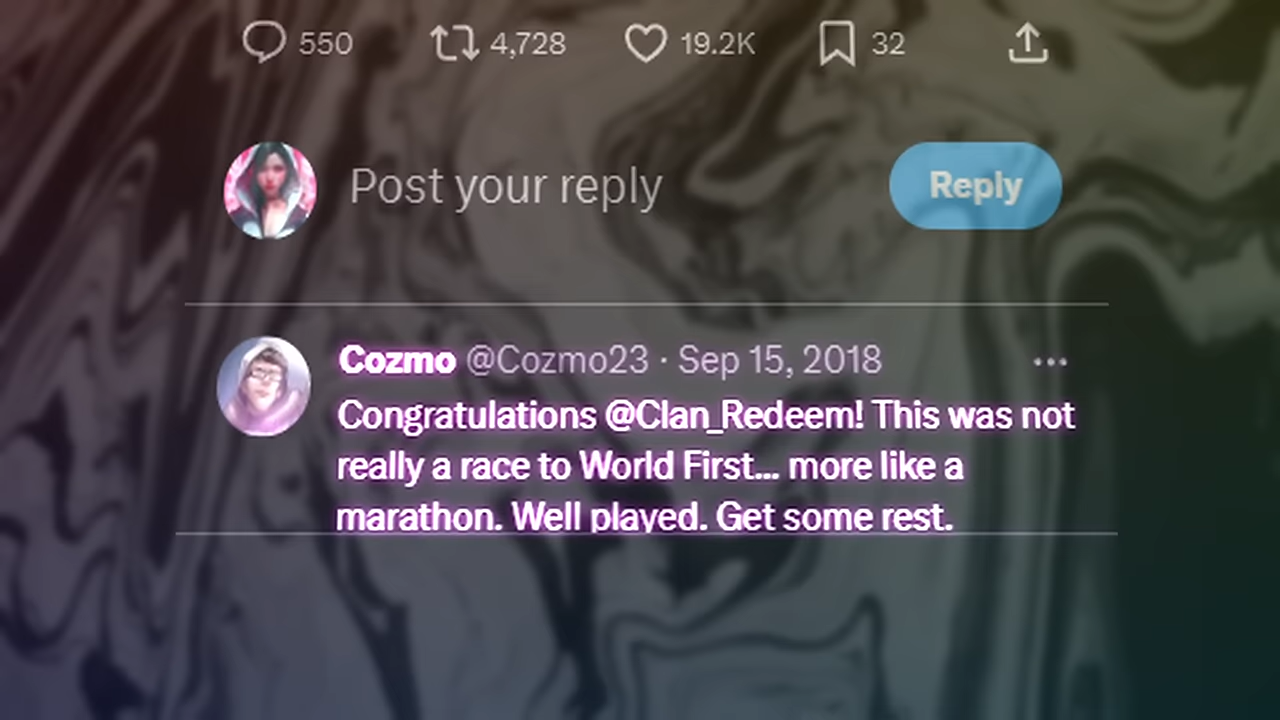 550 4,728 19.2K 32
Post your reply Reply
Cozmo @Cozmo23 · Sep 15, 2018 ...
Congratulations @Clan_Redeem! This was not
really a race to World First... more like a
marathon. Well played. Get some rest.